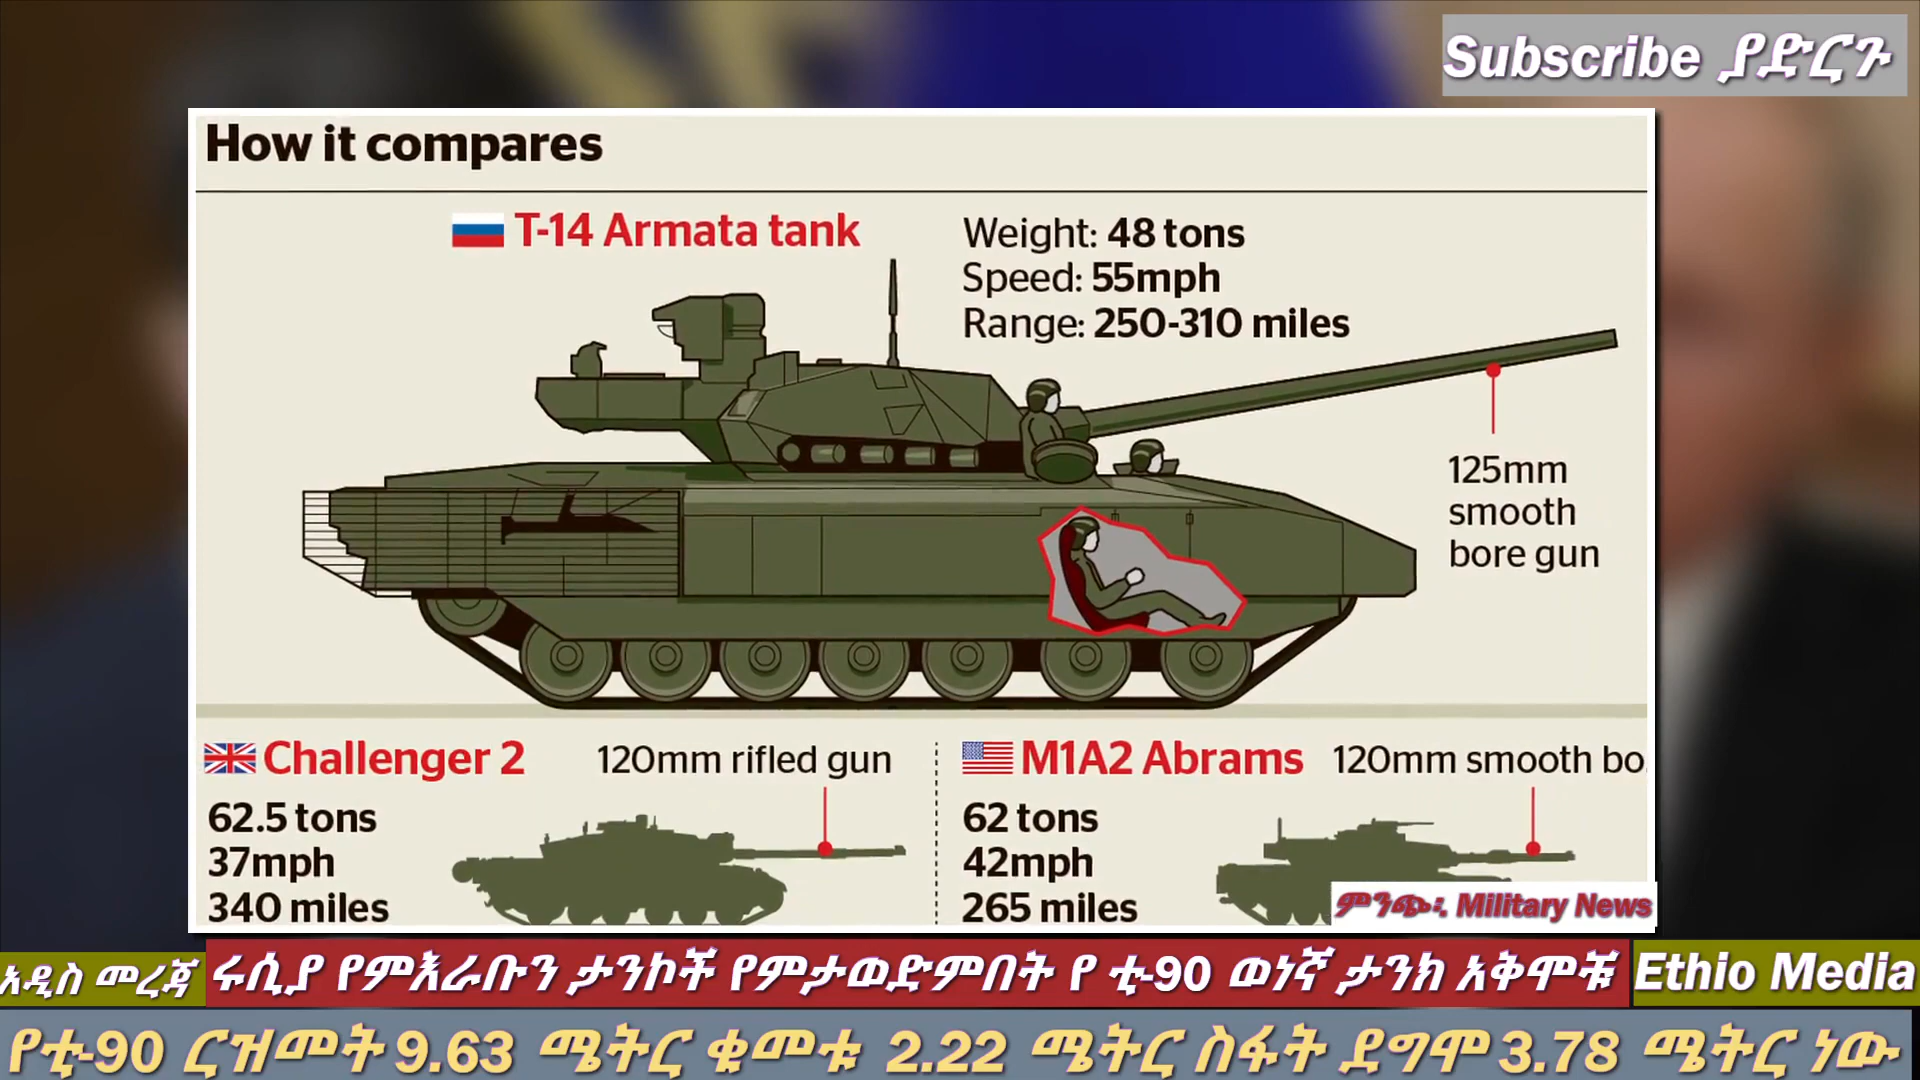 Subscribe ያድርጉ
How it compares
T-14 Armata tank
Weight: 48 tons
Speed: 55mph
Range: 250-310 miles
125mm
smooth
bore gun
Challenger 2
120mm rifled gun
62.5 tons
37mph
340 miles
M1A2 Abrams
120mm smooth bo
62 tons
42mph
265 miles
ምንጭ፡ Military News
አዲስ መረጃ
ሩሲያ የምእራቡን ታንኮች የምታወድምበት የ ቲ-90 ወነኛ ታንክ አቅሞቹ
Ethio Media
የቲ-90 ርዝመት 9.63 ሜትር ቁመቱ 2.22 ሜትር ስፋት ደግሞ 3.78 ሜትር ነው